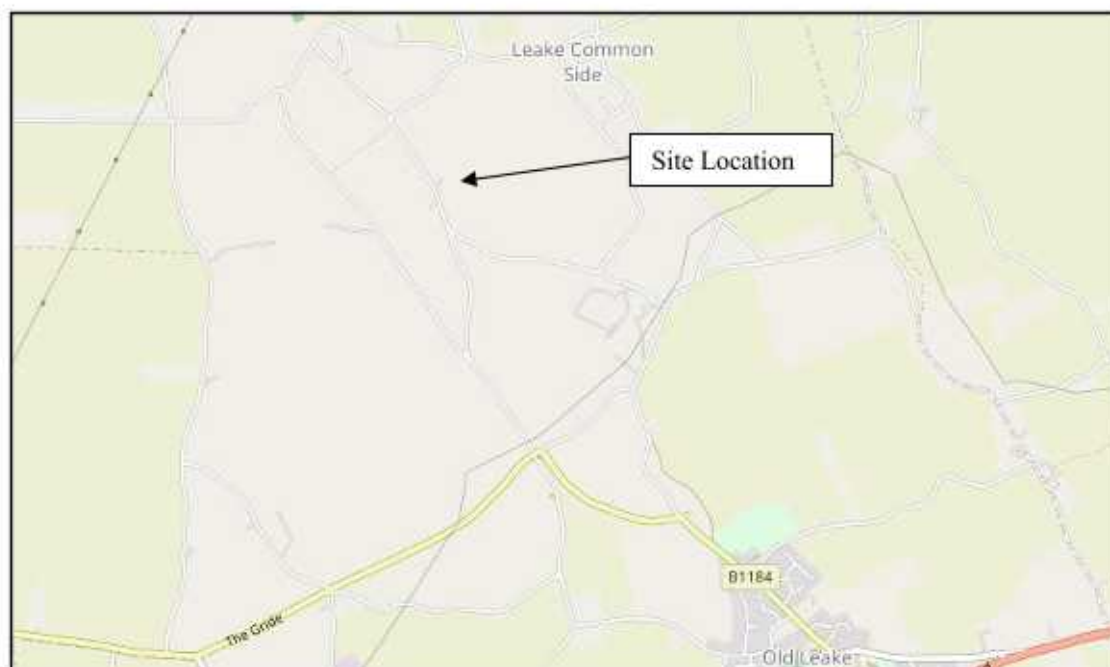 Leake Common
Side
Site Location
B1184
The Gride
Old Leake